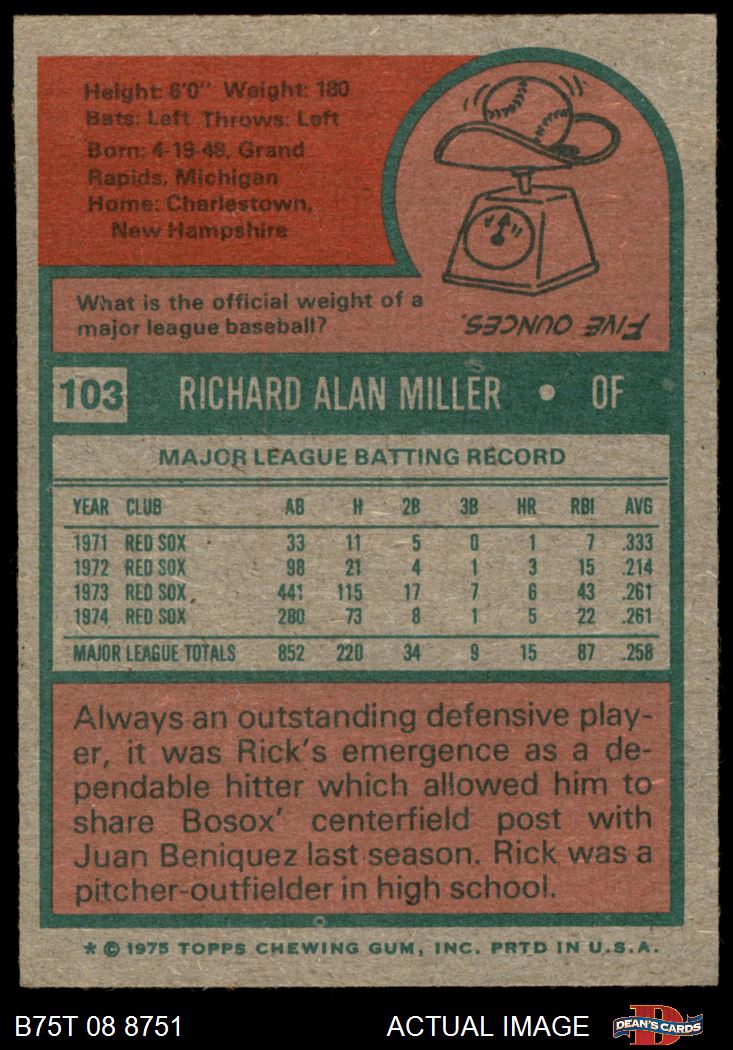 Height: 6'0" Weight: 180
Bats: Left Throws: Left
Born: 4-19-48, Grand
Rapids, Michigan
Home: Charlestown,
New Hampshire
What is the official weight of a
major league baseball?
FIVE OUNCES.
103 RICHARD ALAN MILLER • OF
MAJOR LEAGUE BATTING RECORD
YEAR CLUB AB H 2B 3B HR RBI AVG
1971 RED SOX 33 11 5 0 1 7 .333
1972 RED SOX 98 21 4 1 3 15 .214
1973 RED SOX 441 115 17 7 6 43 .261
1974 RED SOX 280 73 8 1 5 22 .261
MAJOR LEAGUE TOTALS 852 220 34 9 15 87 .258
Always an outstanding defensive play-
er, it was Rick's emergence as a de-
pendable hitter which allowed him to
share Bosox' centerfield post with
Juan Beniquez last season. Rick was a
pitcher-outfielder in high school.
* © 1975 TOPPS CHEWING GUM, INC. PRTD IN U.S.A.
B75T 08 8751 ACTUAL IMAGE D DEAN'S CARDS